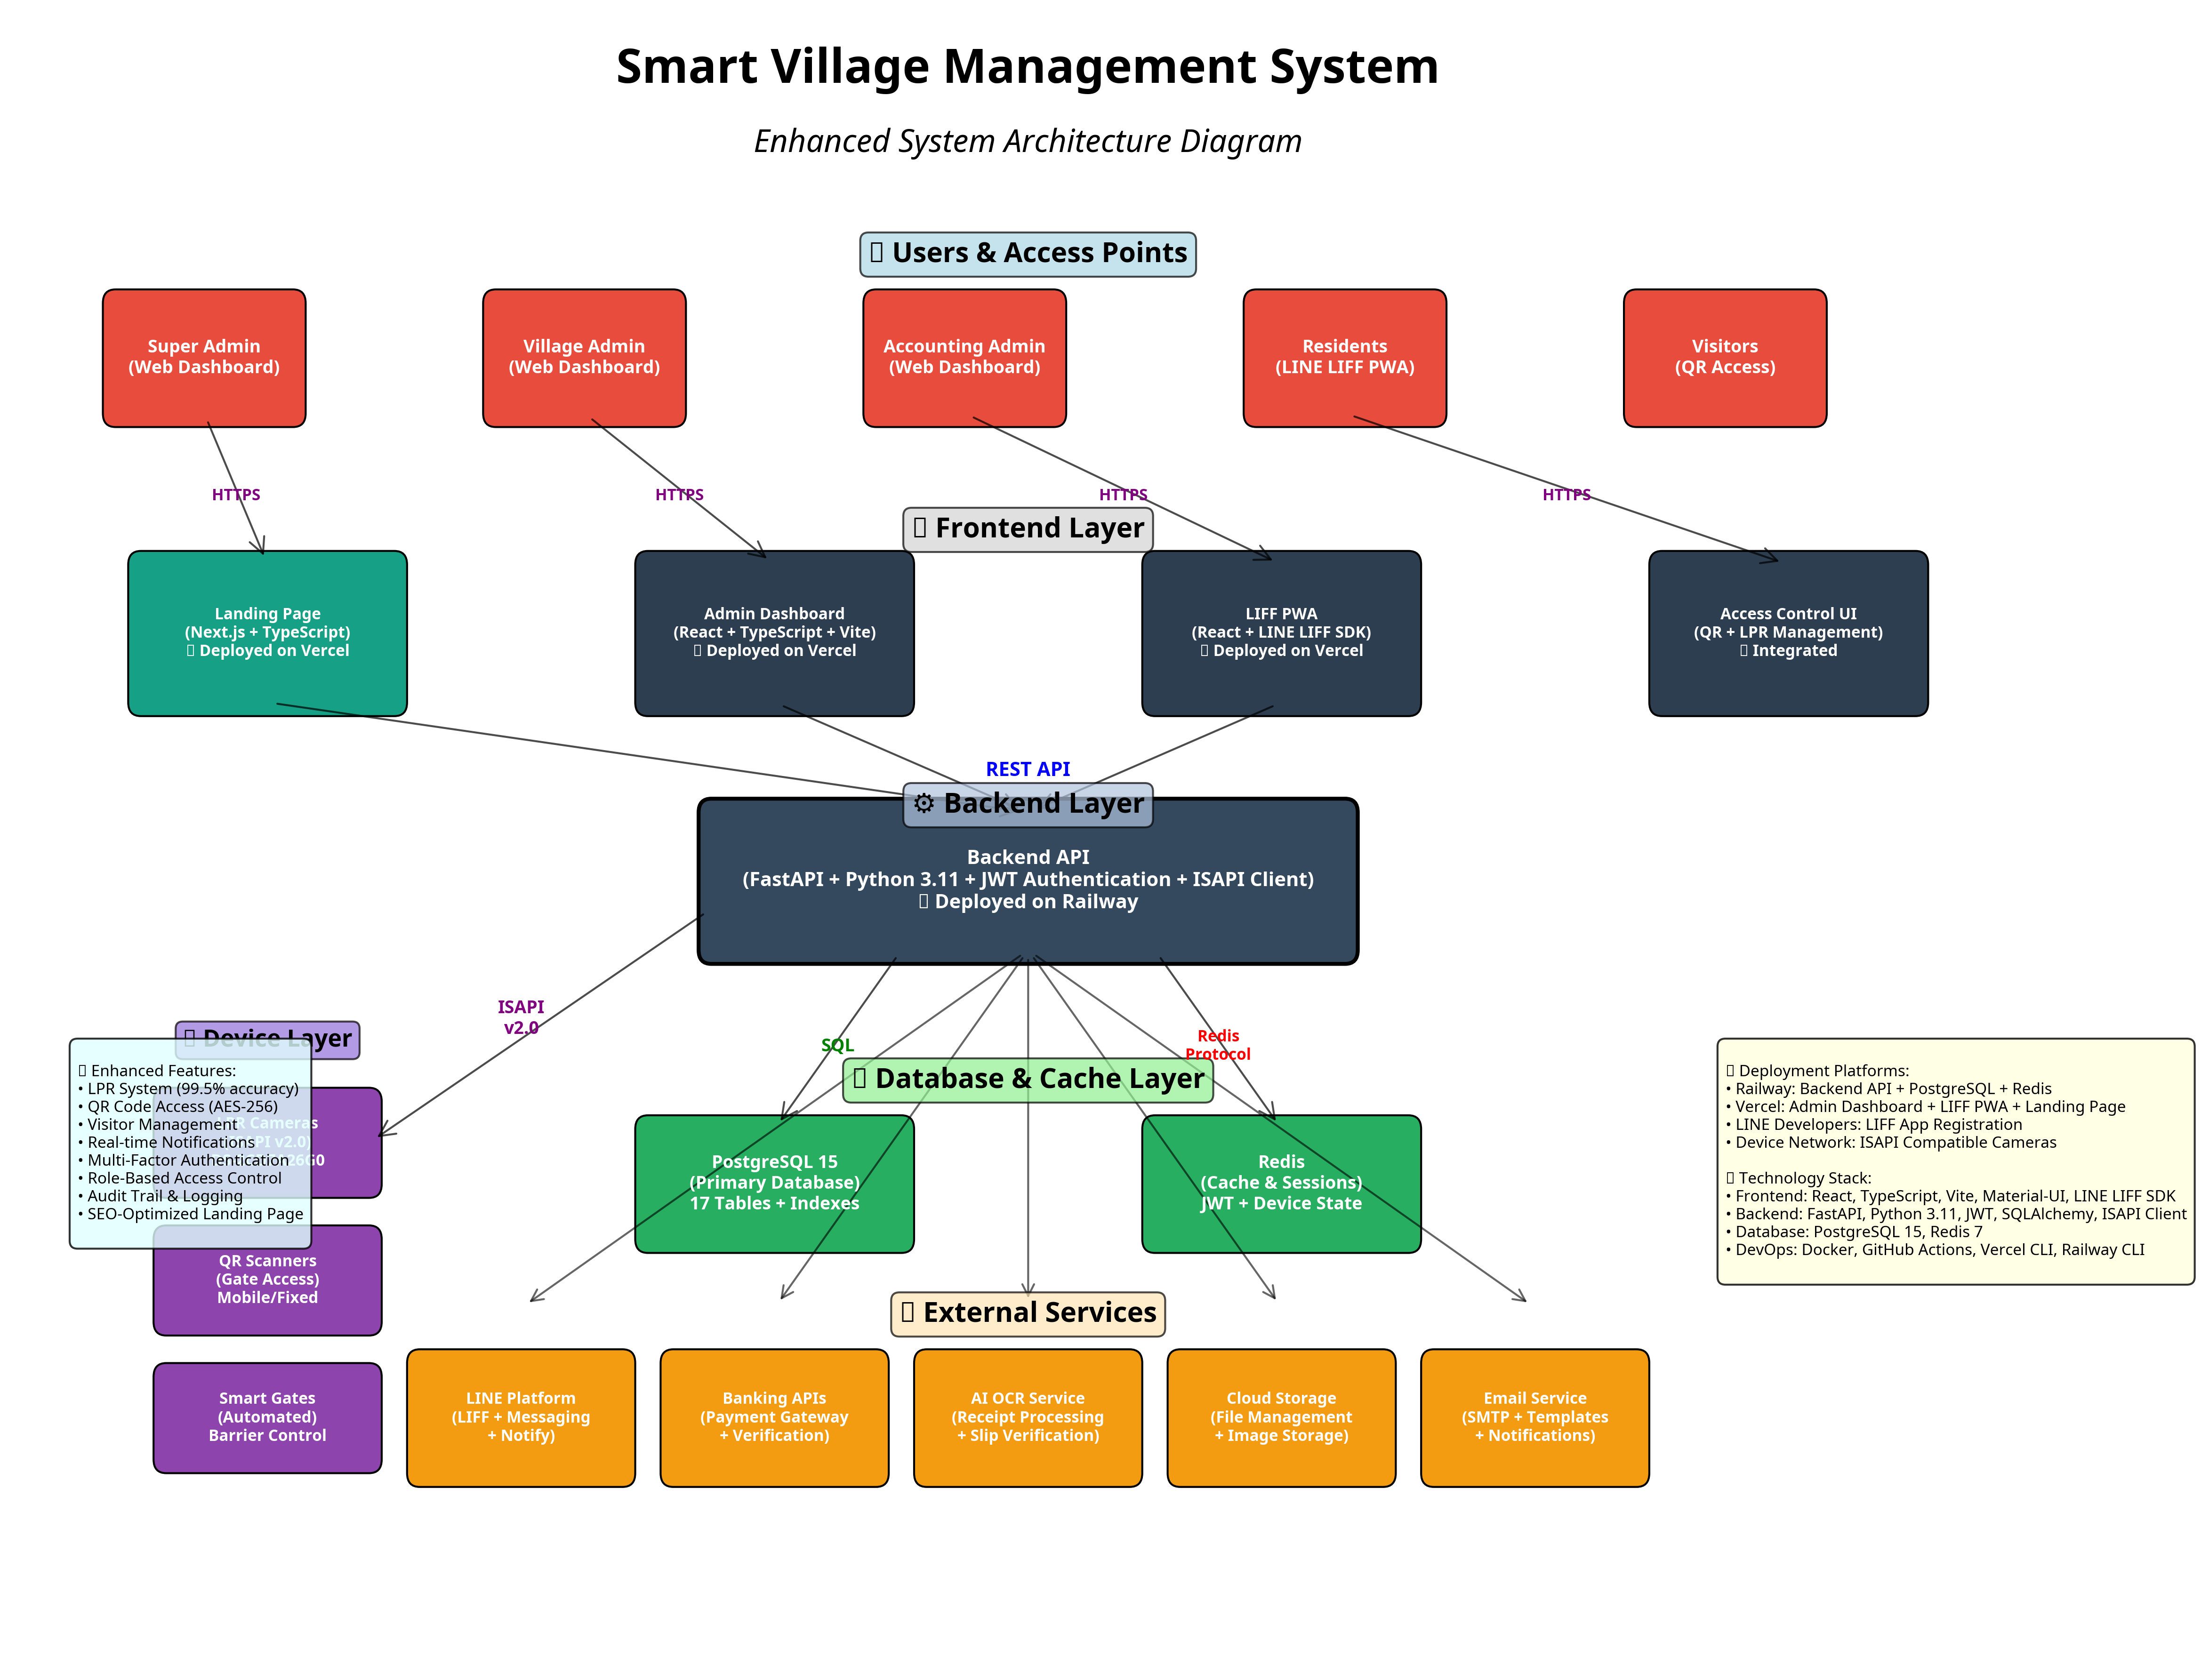 Smart Village Management System
Enhanced System Architecture Diagram
Users & Access Points
Super Admin
(Web Dashboard)
Village Admin
(Web Dashboard)
Accounting Admin
(Web Dashboard)
Residents
(LINE LIFF PWA)
Visitors
(QR Access)
HTTPS
HTTPS
HTTPS
HTTPS
Frontend Layer
Landing Page
(Next.js + TypeScript)
Deployed on Vercel
Admin Dashboard
(React + TypeScript + Vite)
Deployed on Vercel
LIFF PWA
(React + LINE LIFF SDK)
Deployed on Vercel
Access Control UI
(QR + LPR Management)
Integrated
REST API
⚙ Backend Layer
Backend API
(FastAPI + Python 3.11 + JWT Authentication + ISAPI Client)
Deployed on Railway
ISAPI
v2.0
SQL
Redis
Protocol
Device Layer
Enhanced Features:
• LPR System (99.5% accuracy)
• QR Code Access (AES-256)
• Visitor Management
• Real-time Notifications
• Multi-Factor Authentication
• Role-Based Access Control
• Audit Trail & Logging
• SEO-Optimized Landing Page
Cameras
v2.0)
QR Scanners
(Gate Access)
Mobile/Fixed
Smart Gates
(Automated)
Barrier Control
Database & Cache Layer
PostgreSQL 15
(Primary Database)
17 Tables + Indexes
Redis
(Cache & Sessions)
JWT + Device State
Deployment Platforms:
• Railway: Backend API + PostgreSQL + Redis
• Vercel: Admin Dashboard + LIFF PWA + Landing Page
• LINE Developers: LIFF App Registration
• Device Network: ISAPI Compatible Cameras
Technology Stack:
• Frontend: React, TypeScript, Vite, Material-UI, LINE LIFF SDK
• Backend: FastAPI, Python 3.11, JWT, SQLAlchemy, ISAPI Client
• Database: PostgreSQL 15, Redis 7
• DevOps: Docker, GitHub Actions, Vercel CLI, Railway CLI
External Services
LINE Platform
(LIFF + Messaging
+ Notify)
Banking APIs
(Payment Gateway
+ Verification)
AI OCR Service
(Receipt Processing
+ Slip Verification)
Cloud Storage
(File Management
+ Image Storage)
Email Service
(SMTP + Templates
+ Notifications)